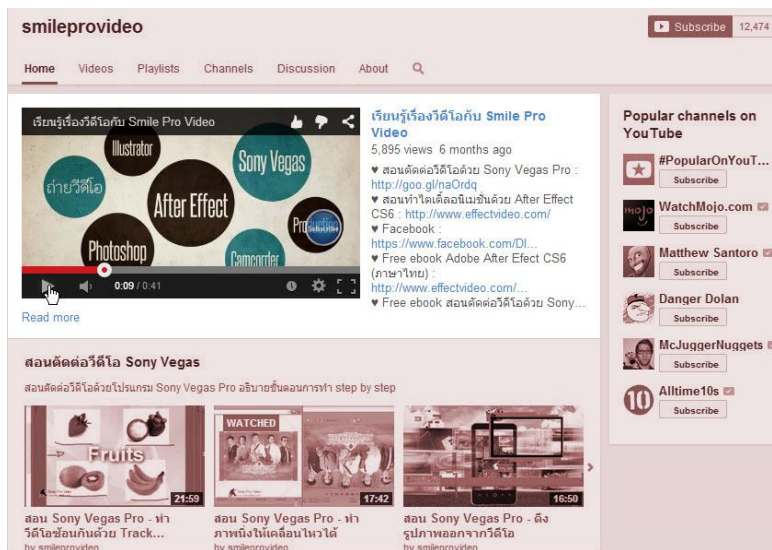 smileprovideo
Subscribe 12,474
Home Videos Playlists Channels Discussion About
เรียนรู้เรื่องวีดีโอกับ Smile Pro Video
Illustrator
Sony Vegas
ถ่ายวีดีโอ
After Effect
Production
Subscribe
Photoshop
Camcorder
0:09 / 0:41
Read more
เรียนรู้เรื่องวีดีโอกับ Smile Pro
Video
5,895 views 6 months ago
♥ สอนตัดต่อวีดีโอด้วย Sony Vegas Pro :
http://goo.gl/naOrdq
♥ สอนทำไตเติ้ลอนิเมชั่นด้วย After Effect
CS6 : http://www.effectvideo.com/
♥ Facebook :
https://www.facebook.com/DI...
♥ Free ebook Adobe After Efect CS6
(ภาษาไทย) :
http://www.effectvideo.com/...
♥ Free ebook สอนตัดต่อวีดีโอด้วย Sony...
Popular channels on
YouTube
#PopularOnYouT...
Subscribe
mojo
WatchMojo.com
Subscribe
Matthew Santoro
Subscribe
Danger Dolan
Subscribe
McJuggerNuggets
Subscribe
10
Alltime10s
Subscribe
สอนตัดต่อวีดีโอ Sony Vegas
สอนตัดต่อวีดีโอด้วยโปรแกรม Sony Vegas Pro อธิบายขั้นตอนการทำ step by step
Fruits
21:59
สอน Sony Vegas Pro - ทำ
วีดีโอซ้อนกันด้วย Track...
by smileprovideo
WATCHED
17:42
สอน Sony Vegas Pro - ทำ
ภาพนิ่งให้เคลื่อนไหวได้
by smileprovideo
16:50
สอน Sony Vegas Pro - ดึง
รูปภาพออกจากวีดีโอ
by smileprovideo